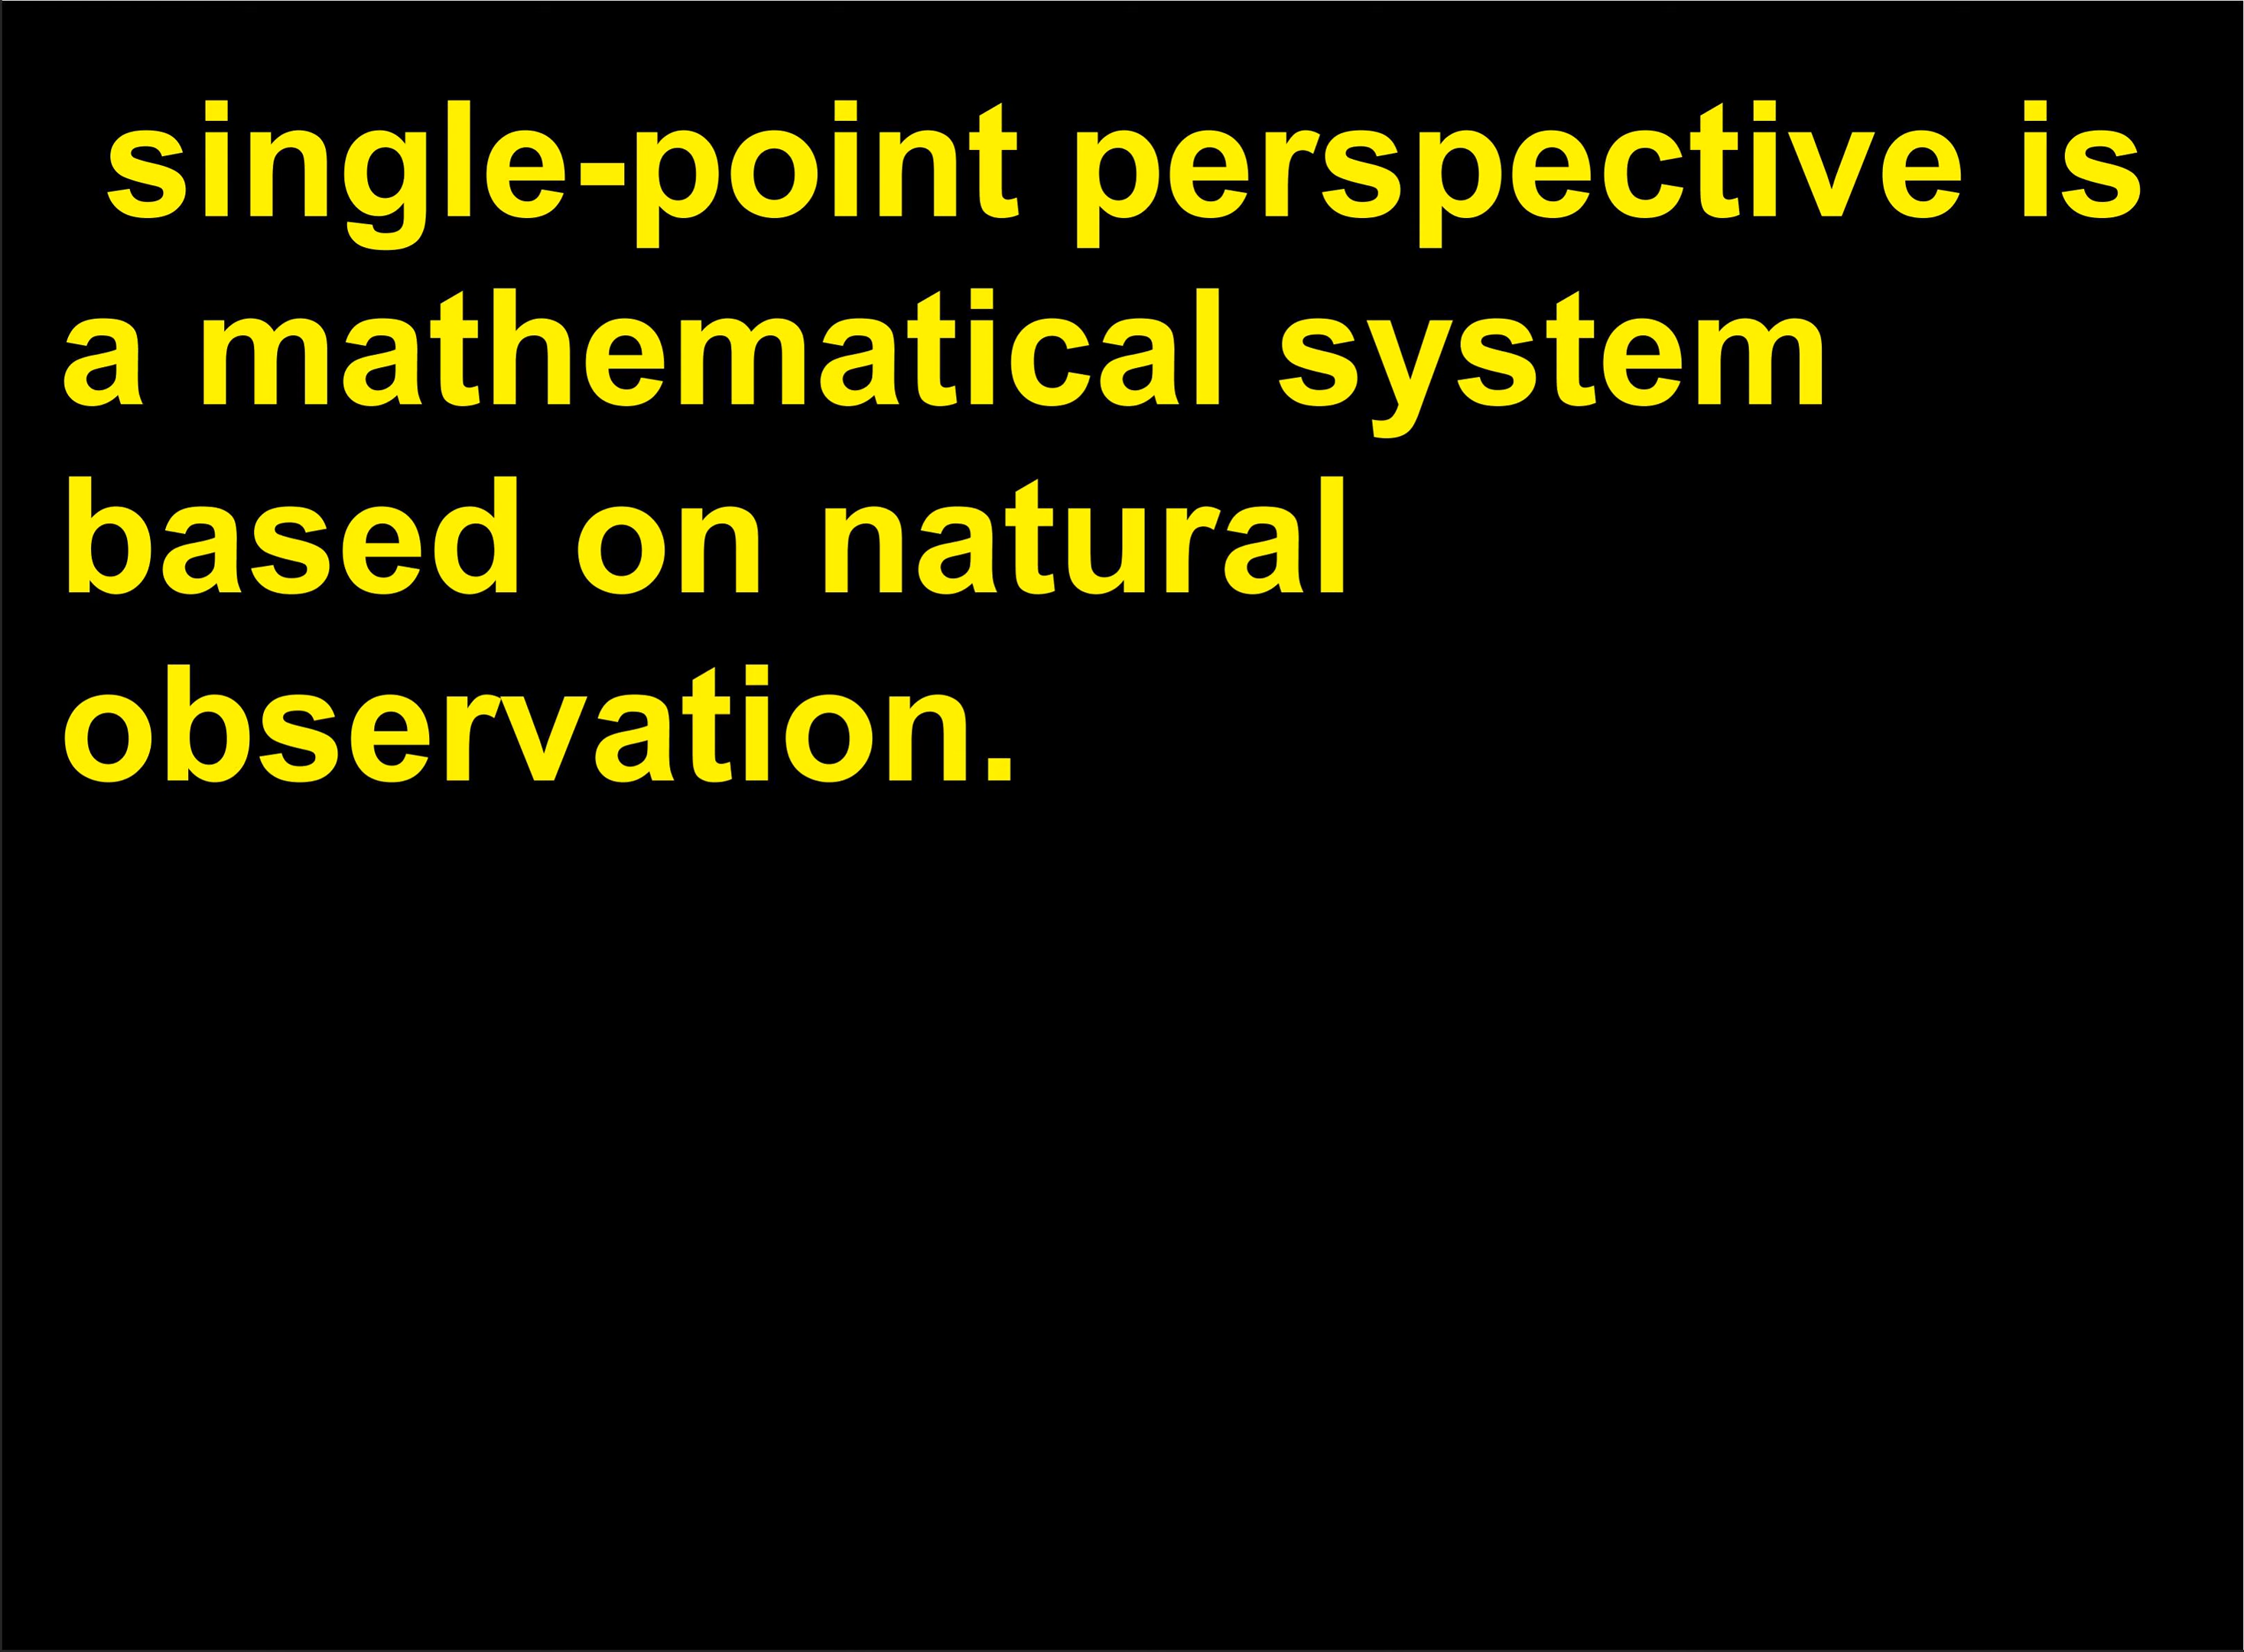 single-point perspective is
a mathematical system
based on natural
observation.